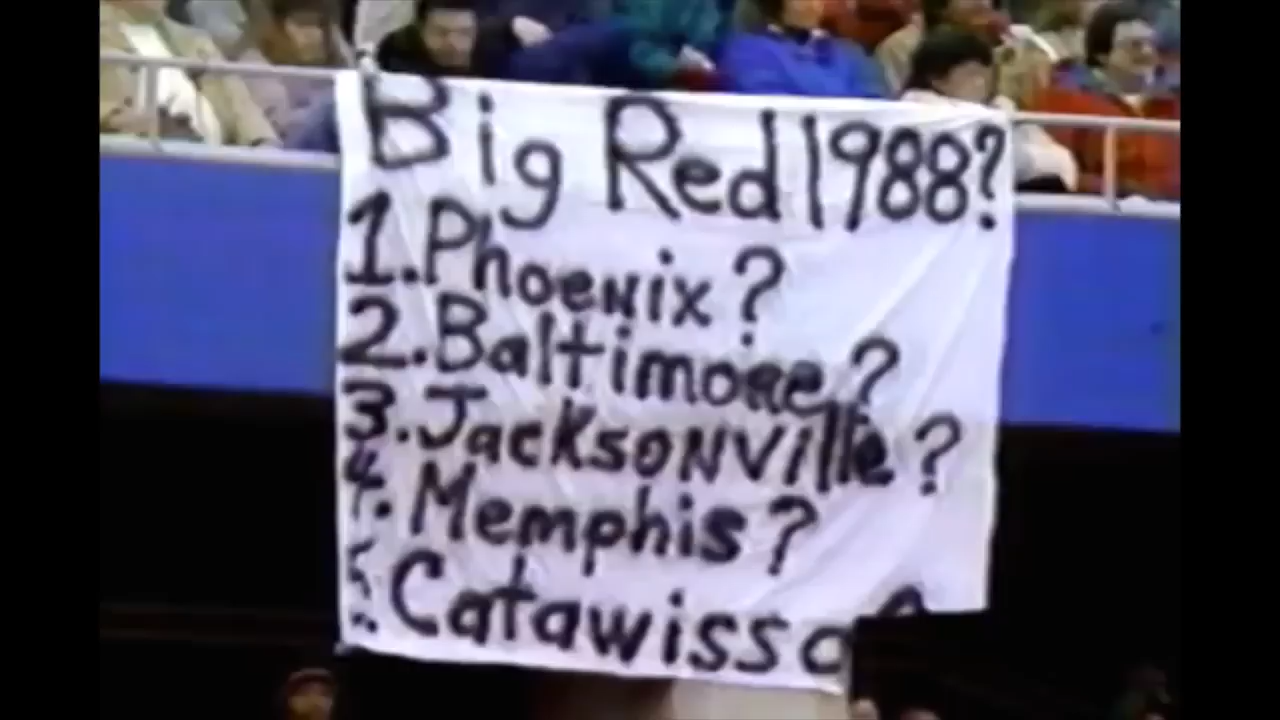 Big Red 1988?
1. Phoenix?
2. Baltimore?
3. Jacksonville?
4. Memphis?
5. Catawissa